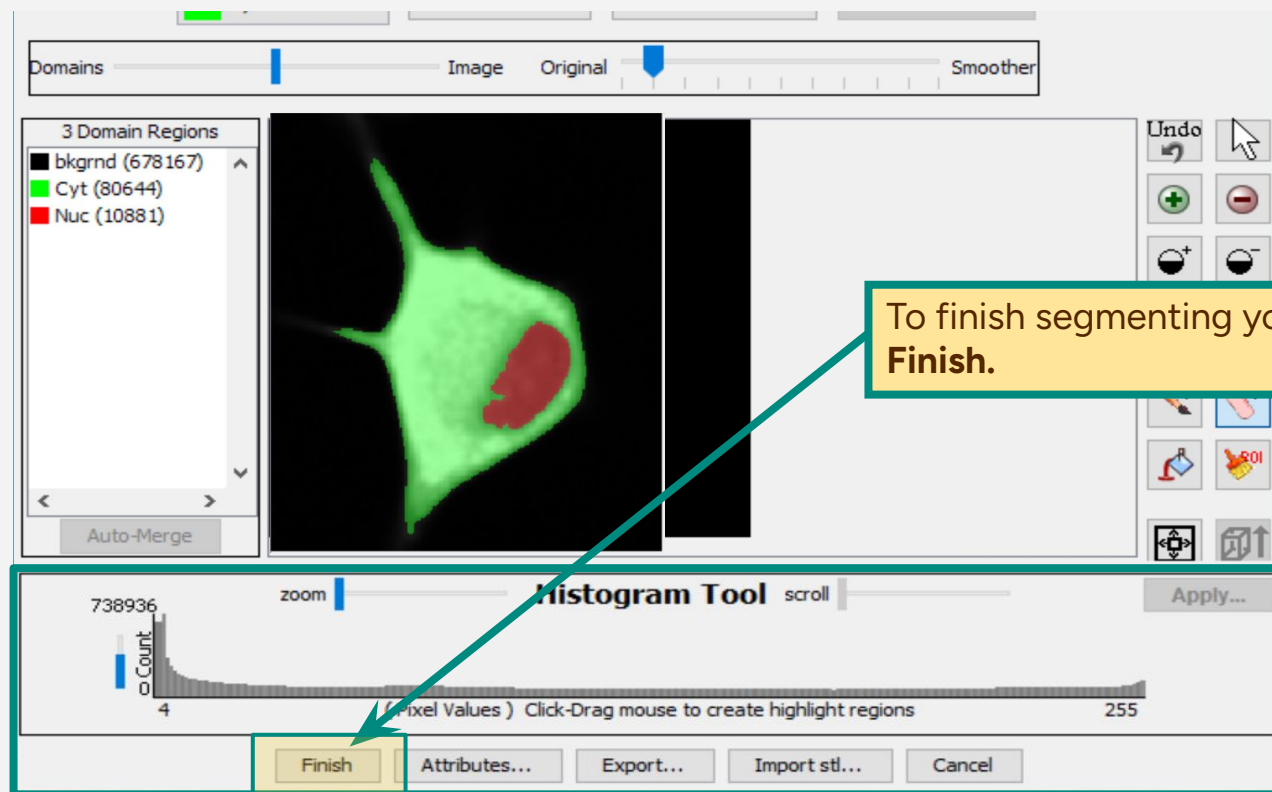 Domains Image Original Smoother
3 Domain Regions
bkgrnd (678167)
Cyt (80644)
Nuc (10881)
Auto-Merge
Undo
ROI
To finish segmenting
Finish.
zoom Histogram Tool scroll Apply...
738936
0 Count
4 ( Pixel Values ) Click-Drag mouse to create highlight regions 255
Finish Attributes... Export... Import stl... Cancel